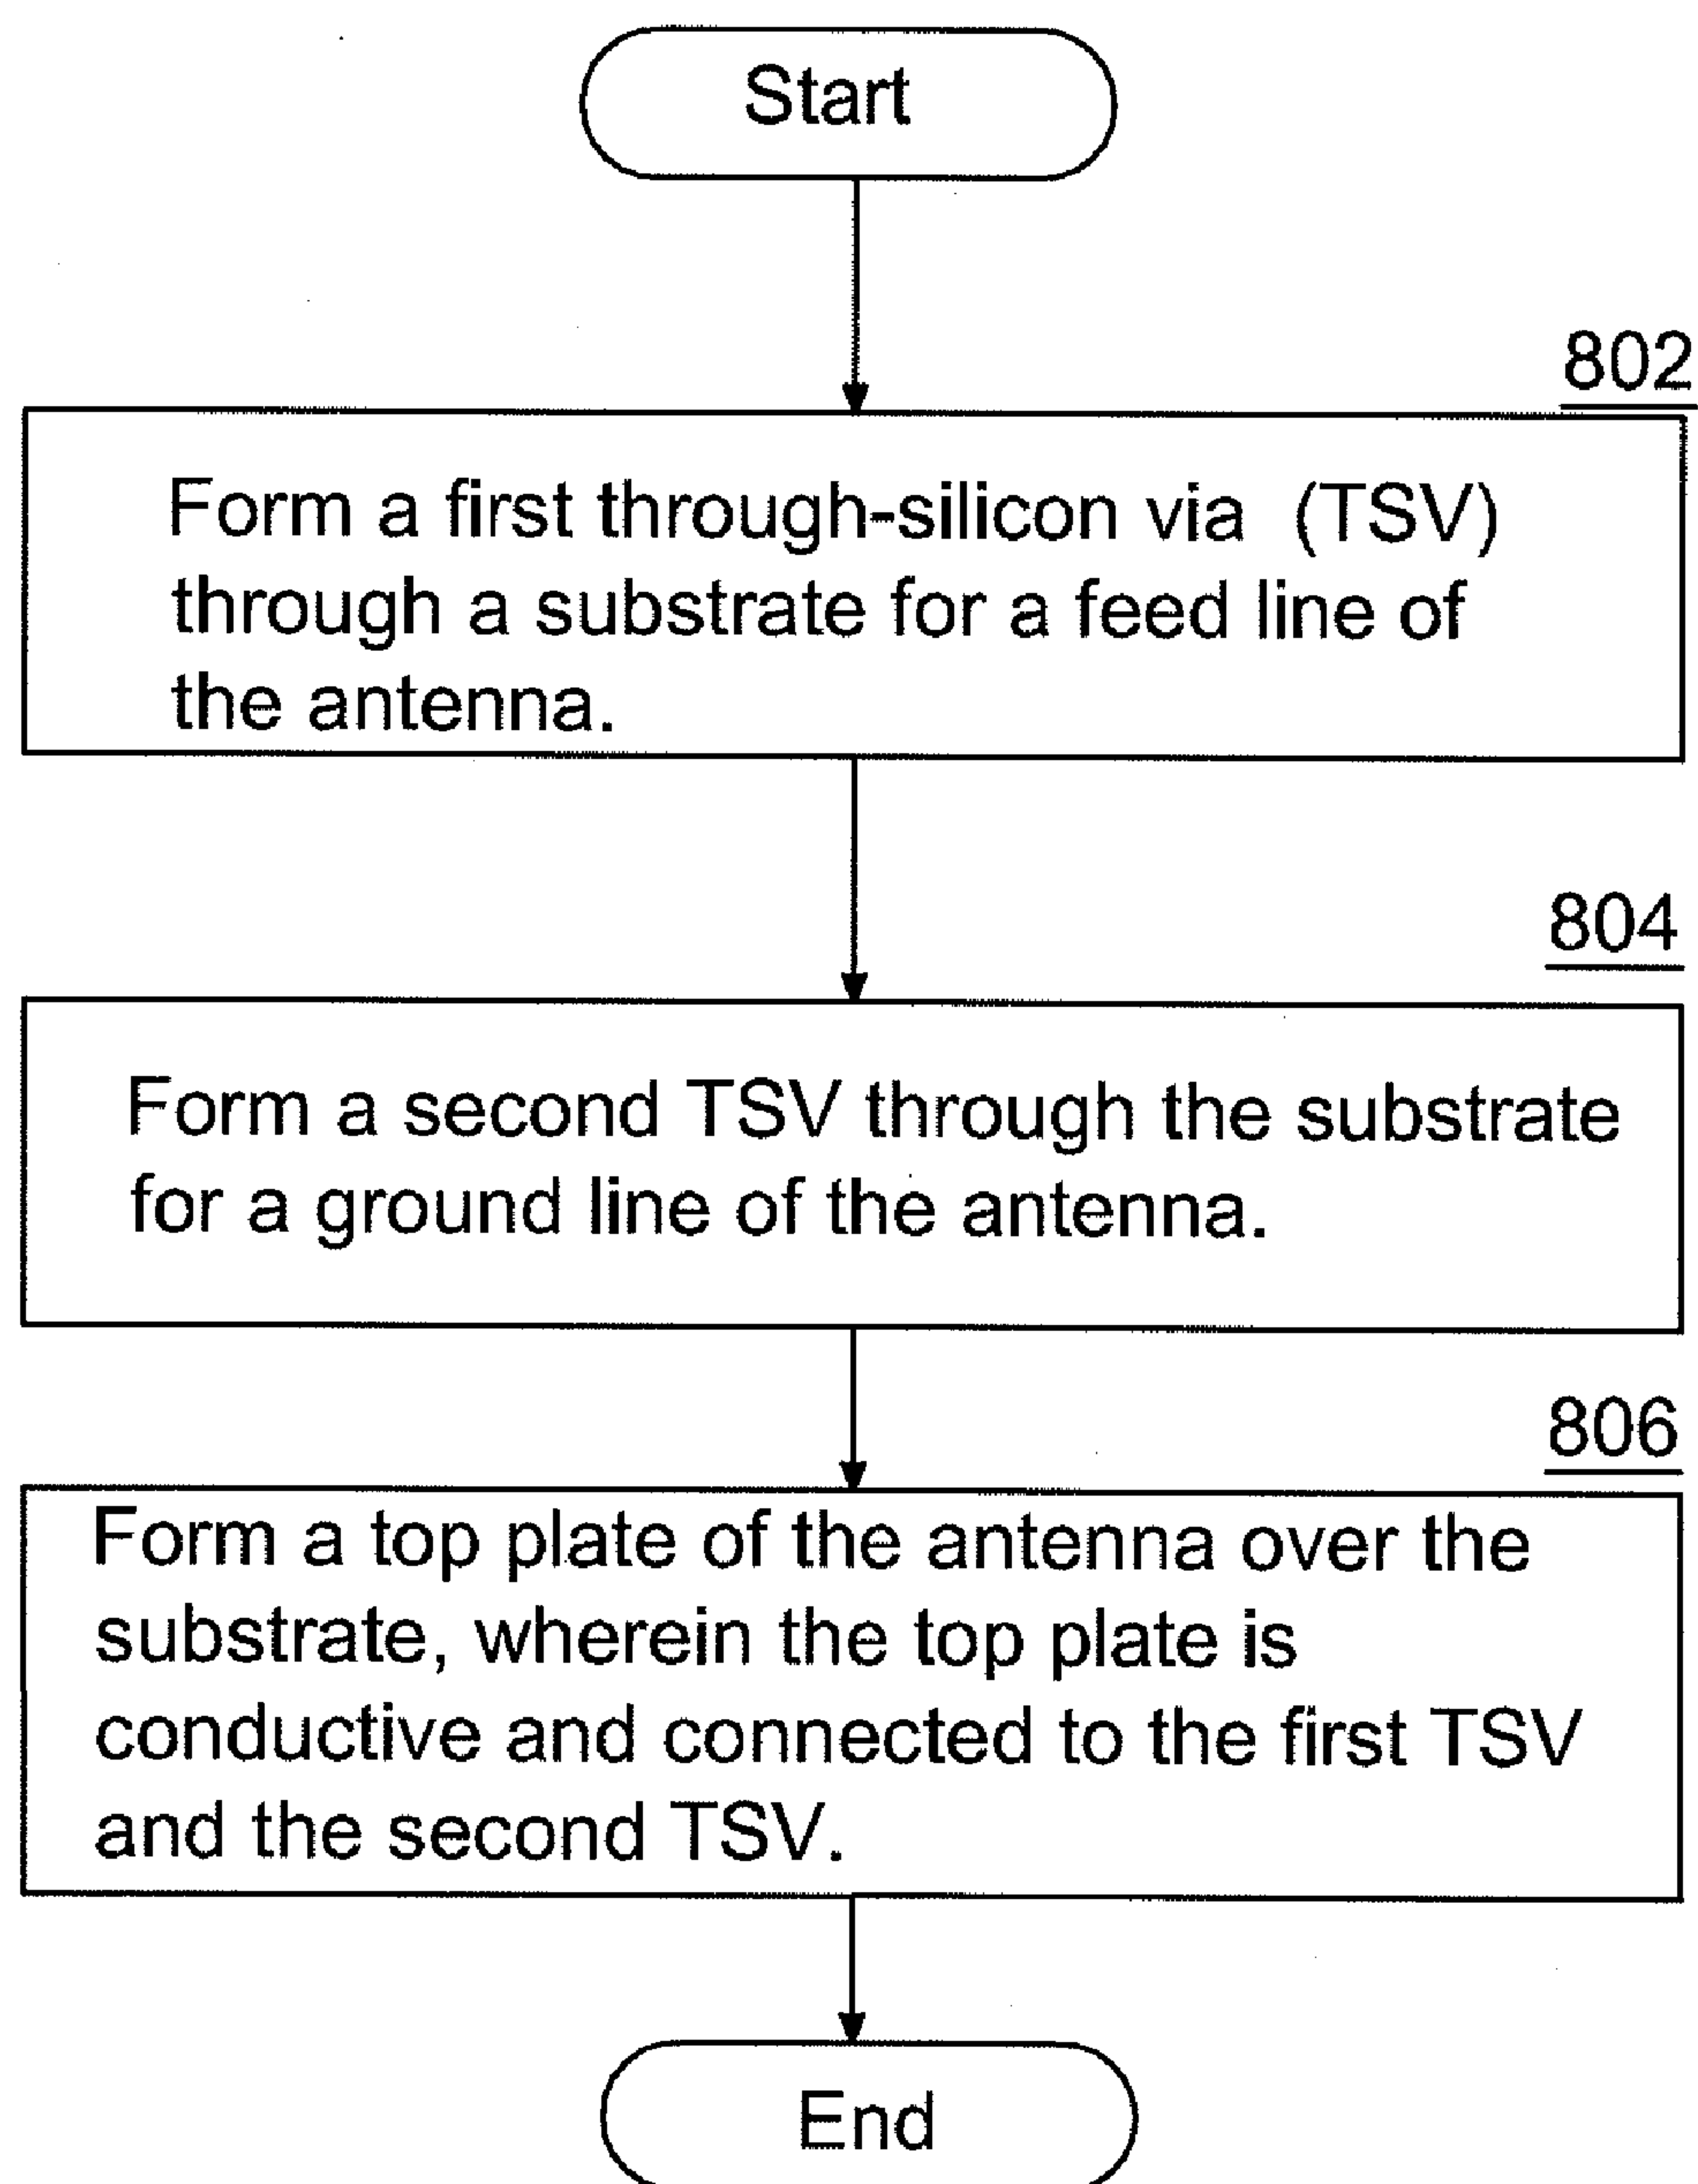 Start
802
Form a first through-silicon via (TSV)
through a substrate for a feed line of
the antenna.
804
Form a second TSV through the substrate
for a ground line of the antenna.
806
Form a top plate of the antenna over the
substrate, wherein the top plate is
conductive and connected to the first TSV
and the second TSV.
End